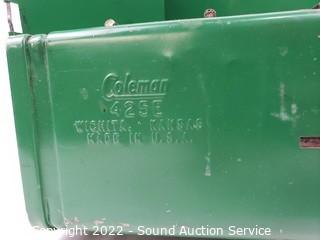 Coleman
425E
WICHITA, KANSAS
MADE IN U.S.A.
Copyright 2022 - Sound Auction Service